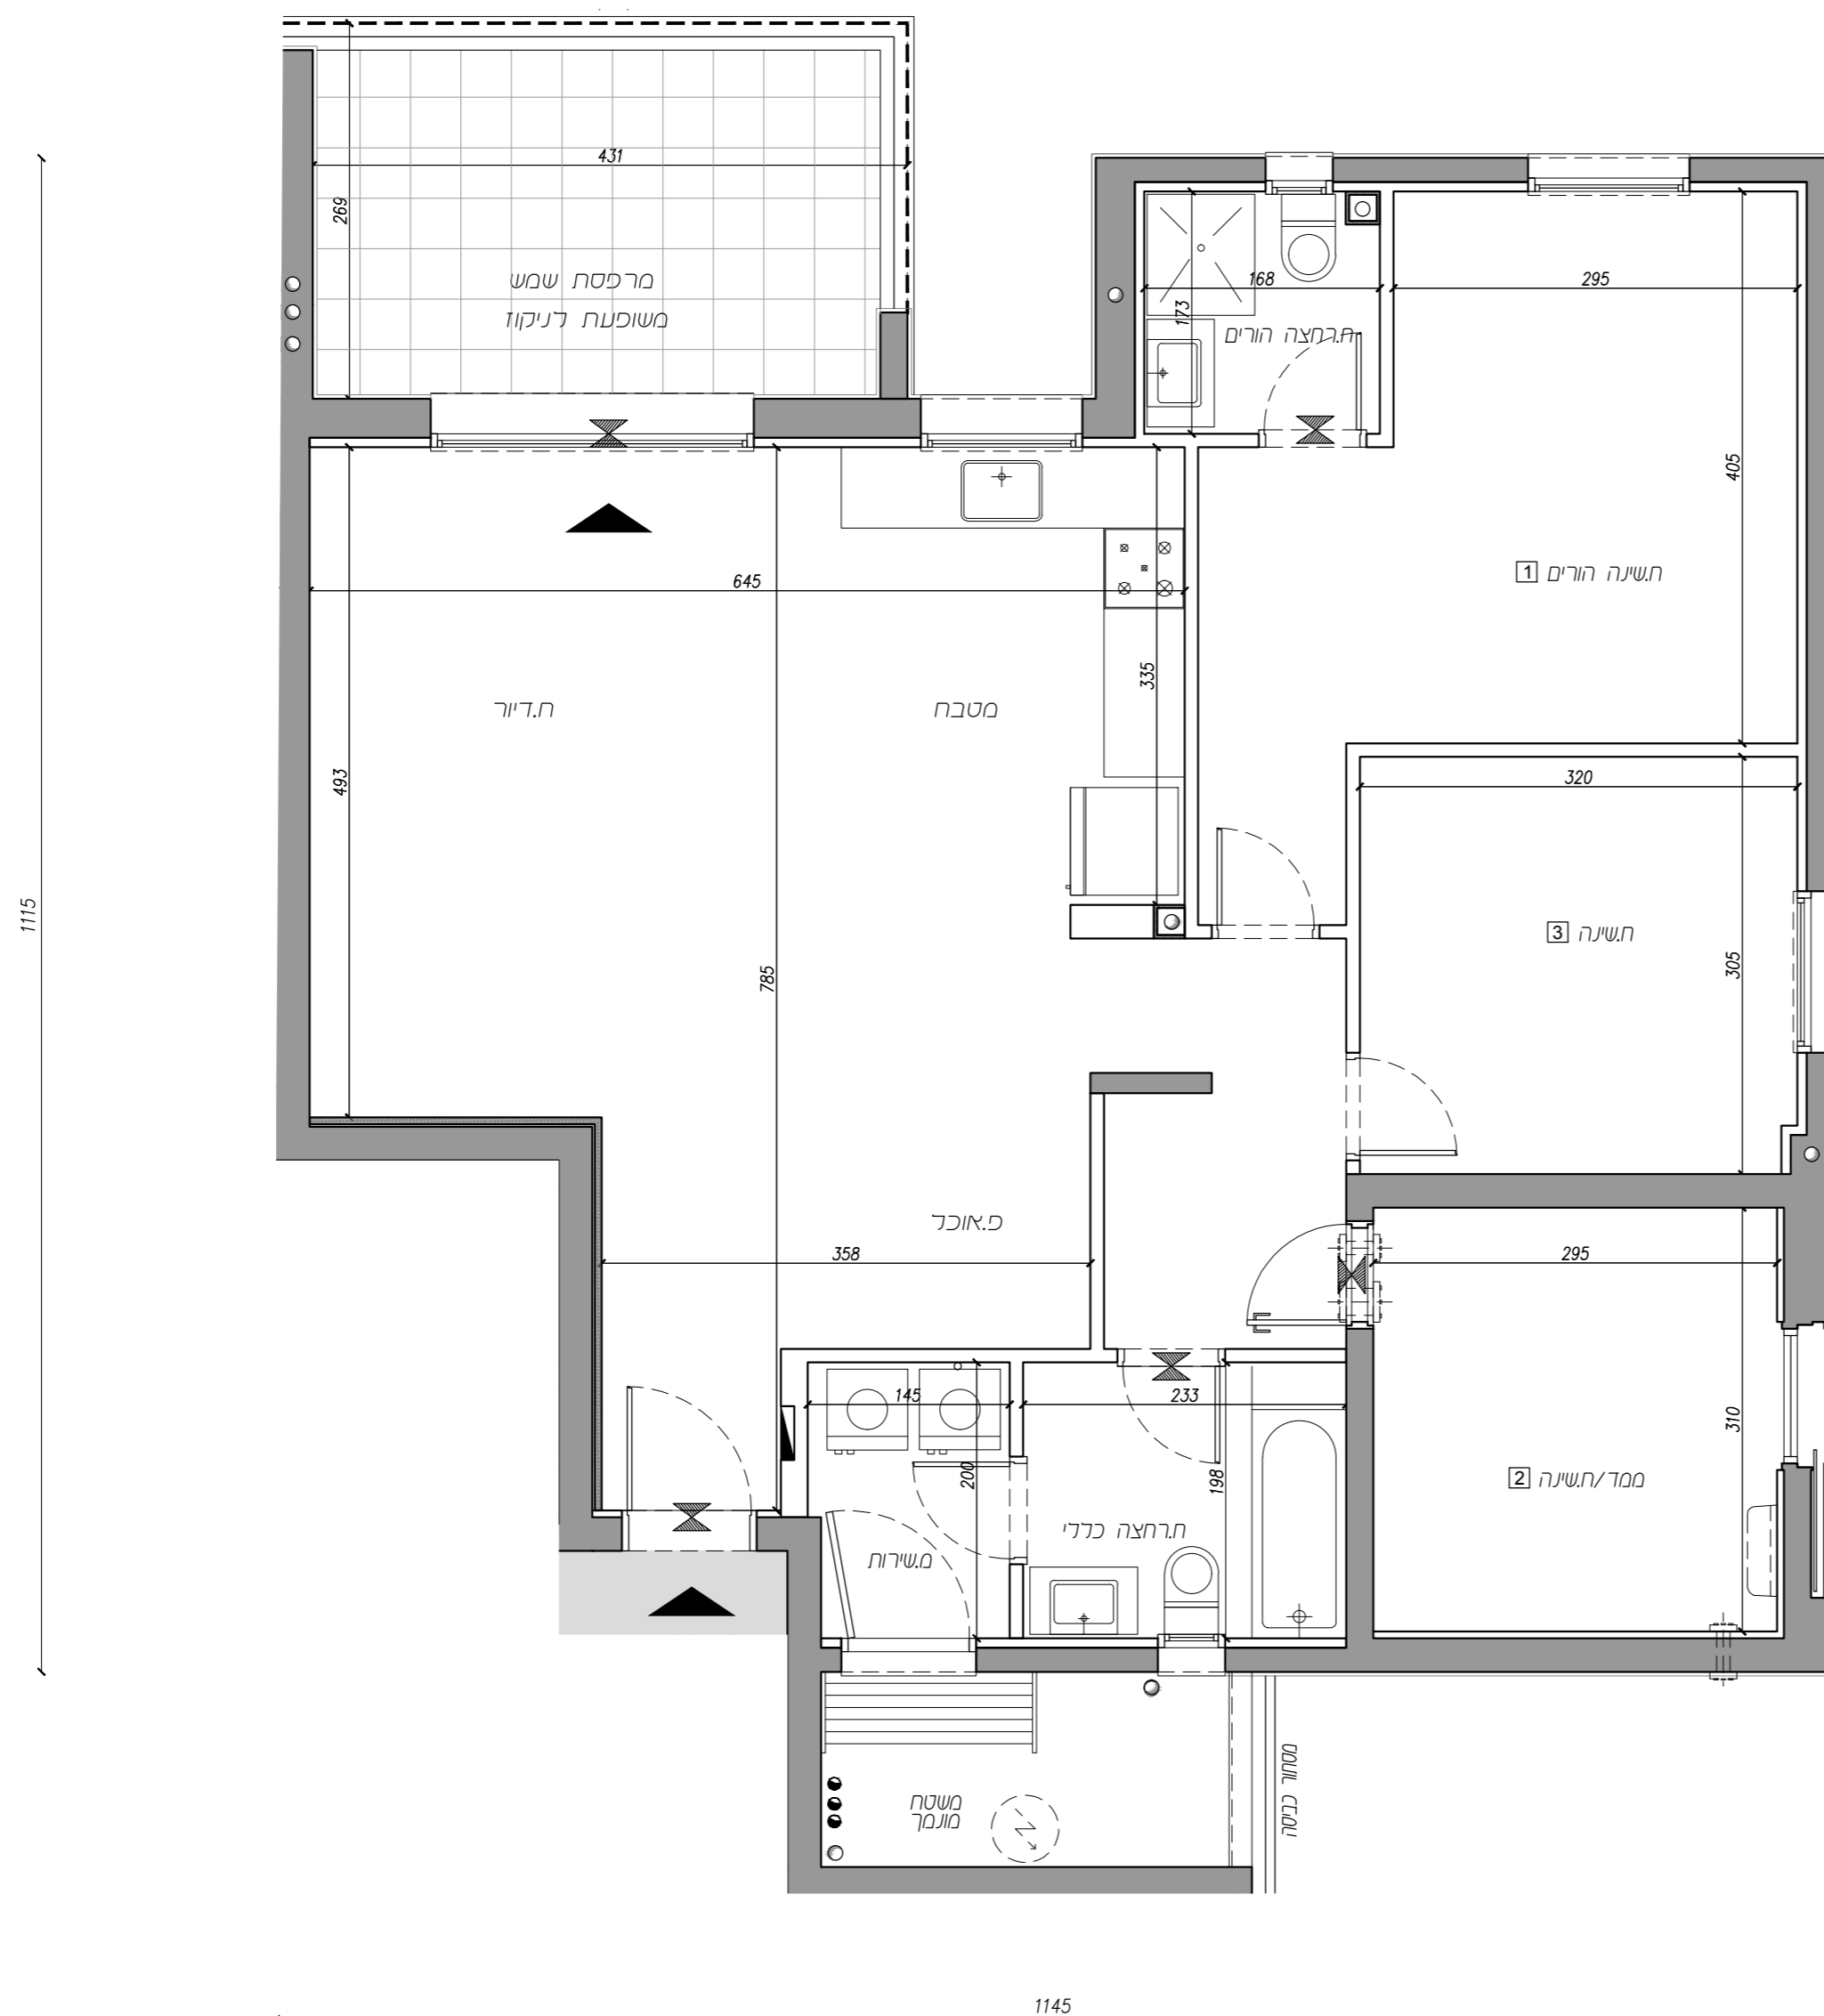 431
269
מרפסת שמש
משופעת לניקוז
168
295
173
ח.רחצה הורים
405
645
ח.שינה הורים 1
335
ח.דיור
מטבח
493
320
1115
ח.שינה 3
785
305
פ.אוכל
358
295
145
233
310
200
198
ממד/ח.שינה 2
ח.רחצה כללי
מ.שירות
מסתור כביסה
משטח
מונמך
1145